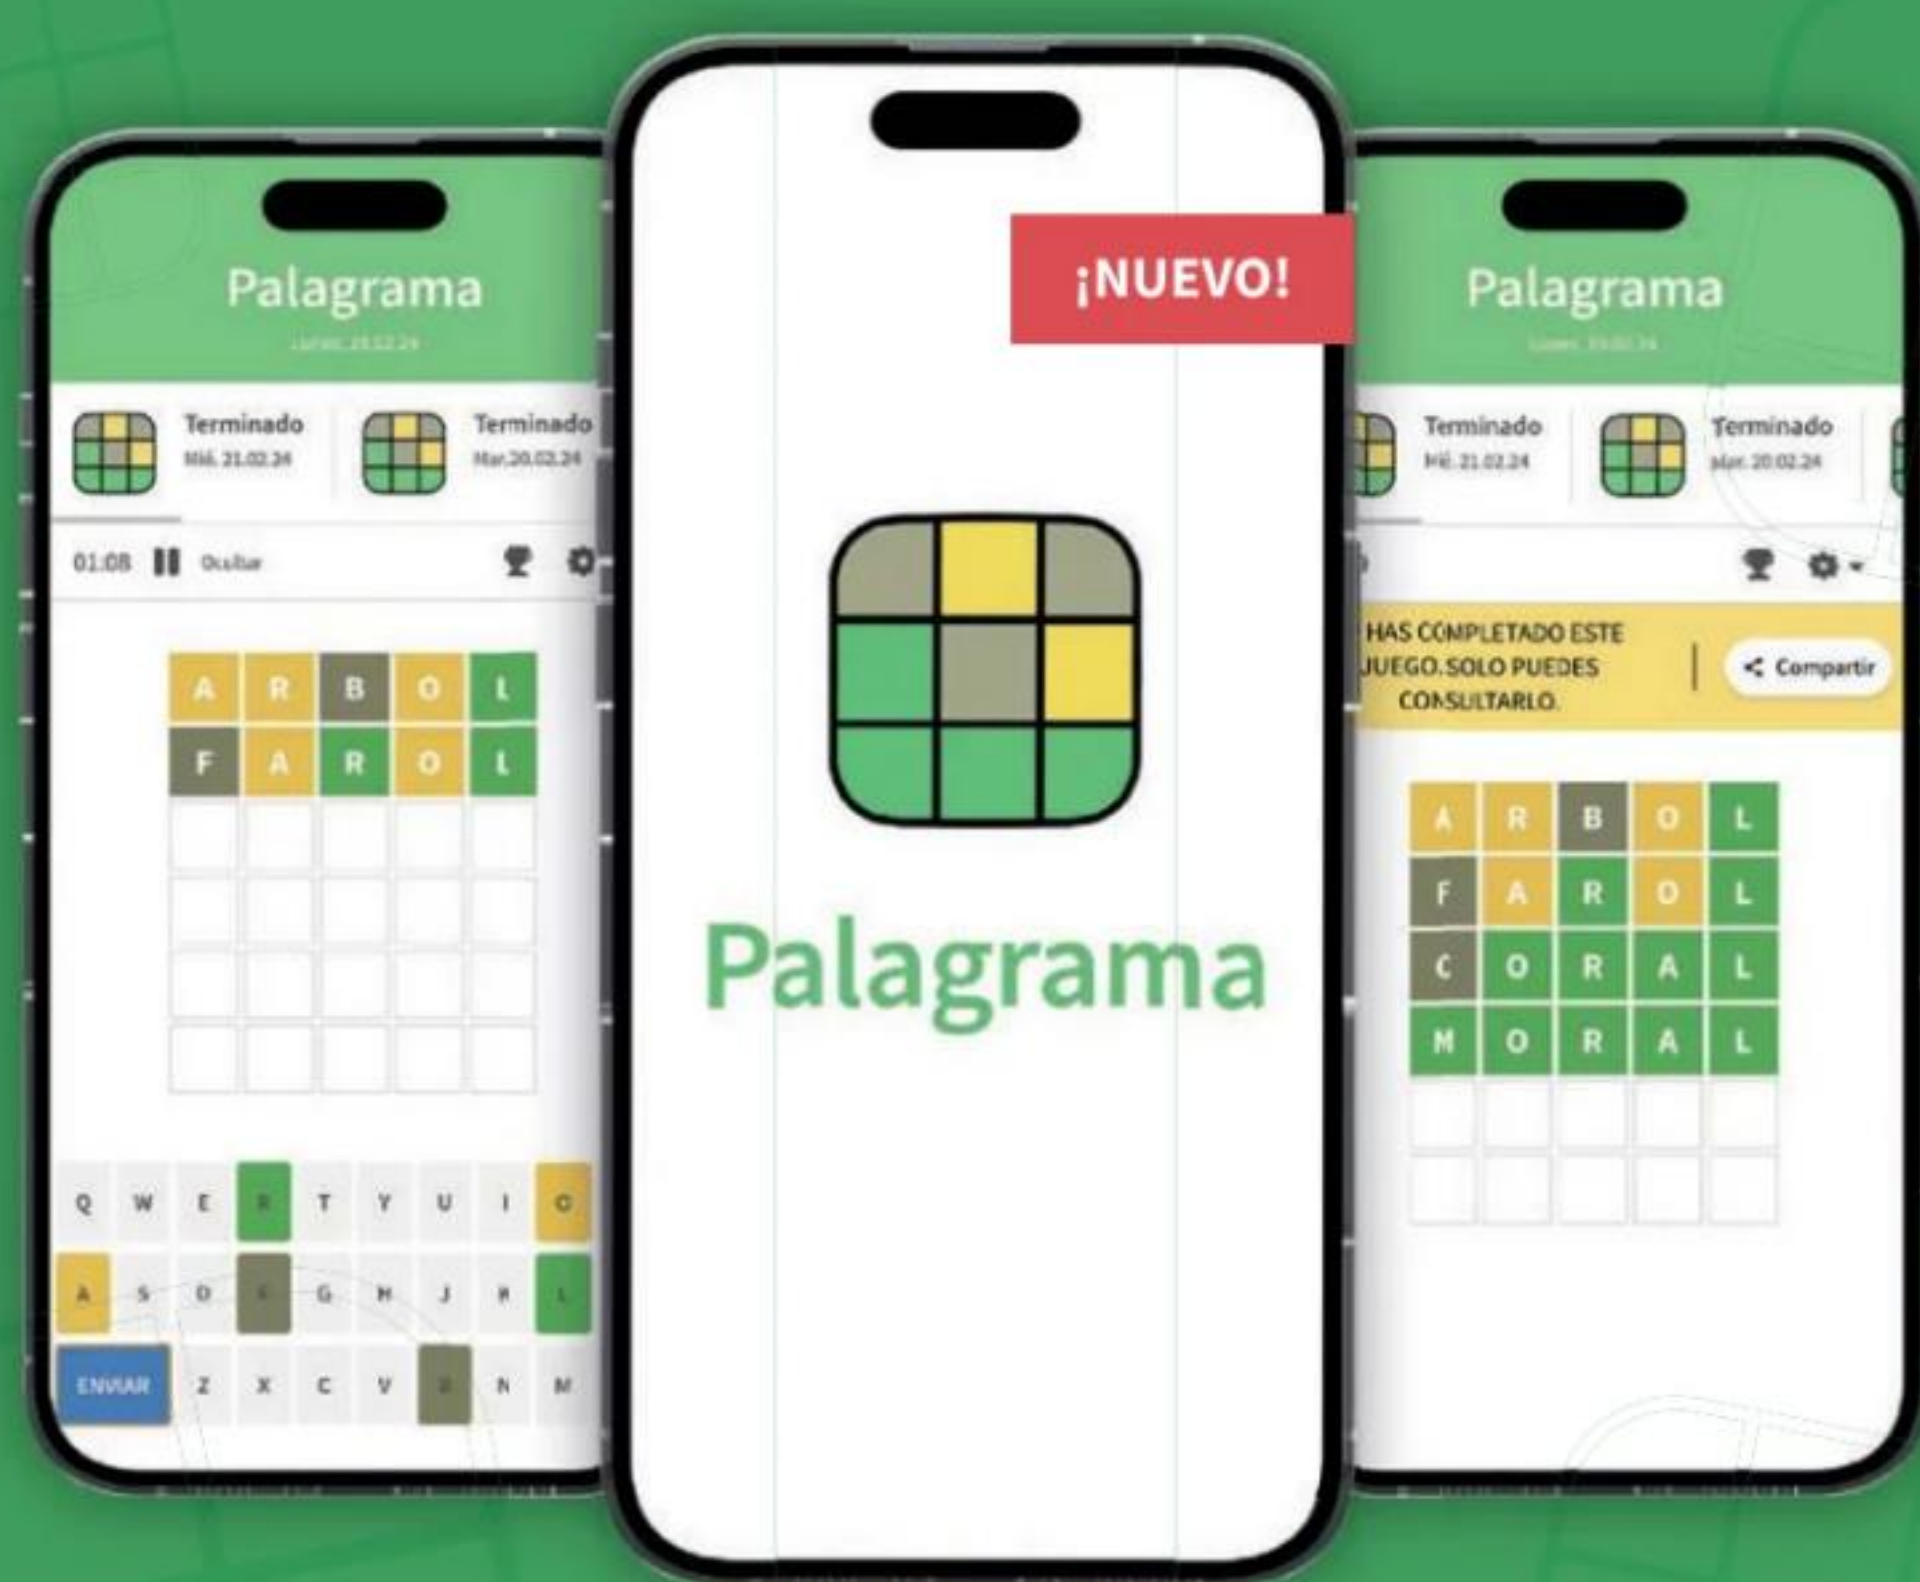 Palagrama
Terminado
Mié. 21.02.24
Terminado
Mar.20.02.24
01:08
Ocultar
A R B O L
F A R O L
Q W E R T Y U I O
A S D F G H J K L
ENVIAR Z X C V B N M
¡NUEVO!
Palagrama
Palagrama
Terminado
Mié. 21.02.24
Terminado
Mar. 20.02.24
HAS COMPLETADO ESTE
JUEGO. SOLO PUEDES
CONSULTARLO.
Compartir
A R B O L
F A R O L
C O R A L
M O R A L